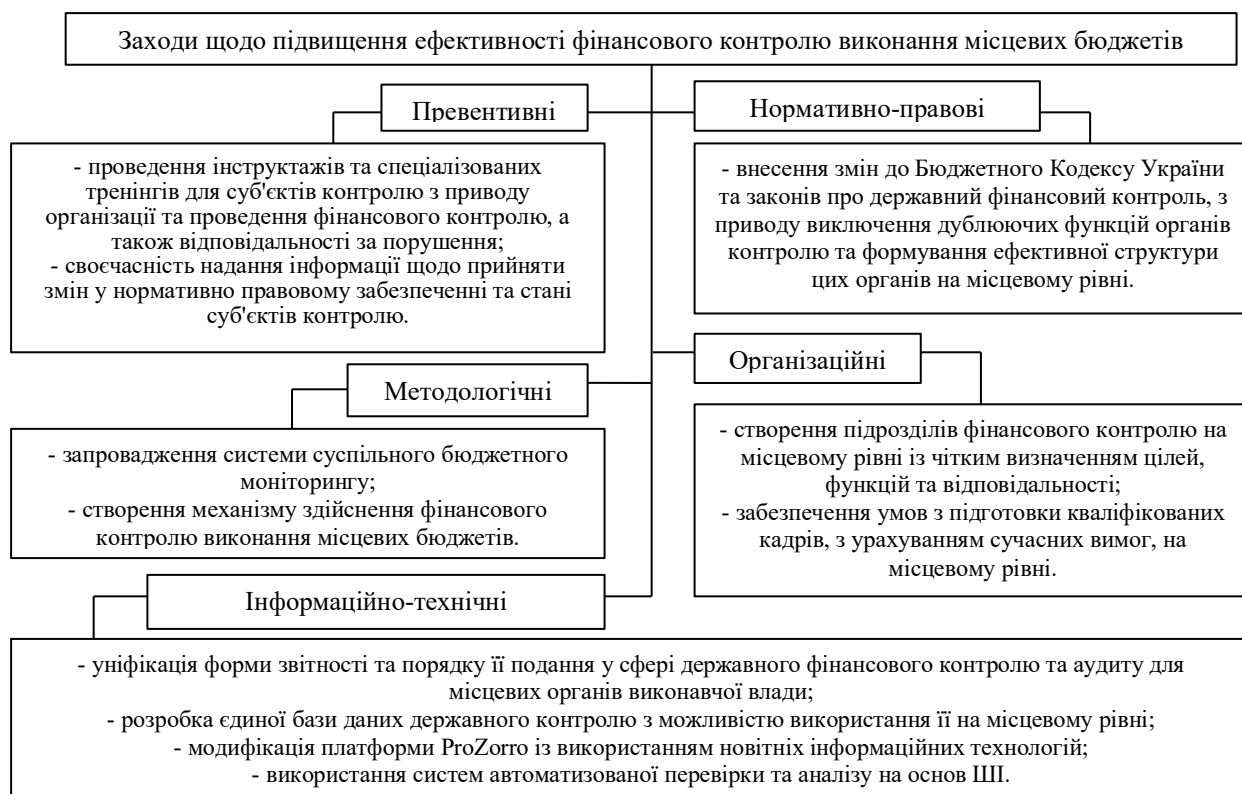 Заходи щодо підвищення ефективності фінансового контролю виконання місцевих бюджетів
Превентивні
- проведення інструктажів та спеціалізованих
тренінгів для суб'єктів контролю з приводу
організації та проведення фінансового контролю, а
також відповідальності за порушення;
- своєчасність надання інформації щодо прийняти
змін у нормативно правовому забезпеченні та стані
суб'єктів контролю.
Нормативно-правові
- внесення змін до Бюджетного Кодексу України
та законів про державний фінансовий контроль, з
приводу виключення дублюючих функцій органів
контролю та формування ефективної структури
цих органів на місцевому рівні.
Методологічні
- запровадження системи суспільного бюджетного
моніторингу;
- створення механізму здійснення фінансового
контролю виконання місцевих бюджетів.
Організаційні
- створення підрозділів фінансового контролю на
місцевому рівні із чітким визначенням цілей,
функцій та відповідальності;
- забезпечення умов з підготовки кваліфікованих
кадрів, з урахуванням сучасних вимог, на
місцевому рівні.
Інформаційно-технічні
- уніфікація форми звітності та порядку її подання у сфері державного фінансового контролю та аудиту для
місцевих органів виконавчої влади;
- розробка єдиної бази даних державного контролю з можливістю використання її на місцевому рівні;
- модифікація платформи ProZorro із використанням новітніх інформаційних технологій;
- використання систем автоматизованої перевірки та аналізу на основ ШІ.